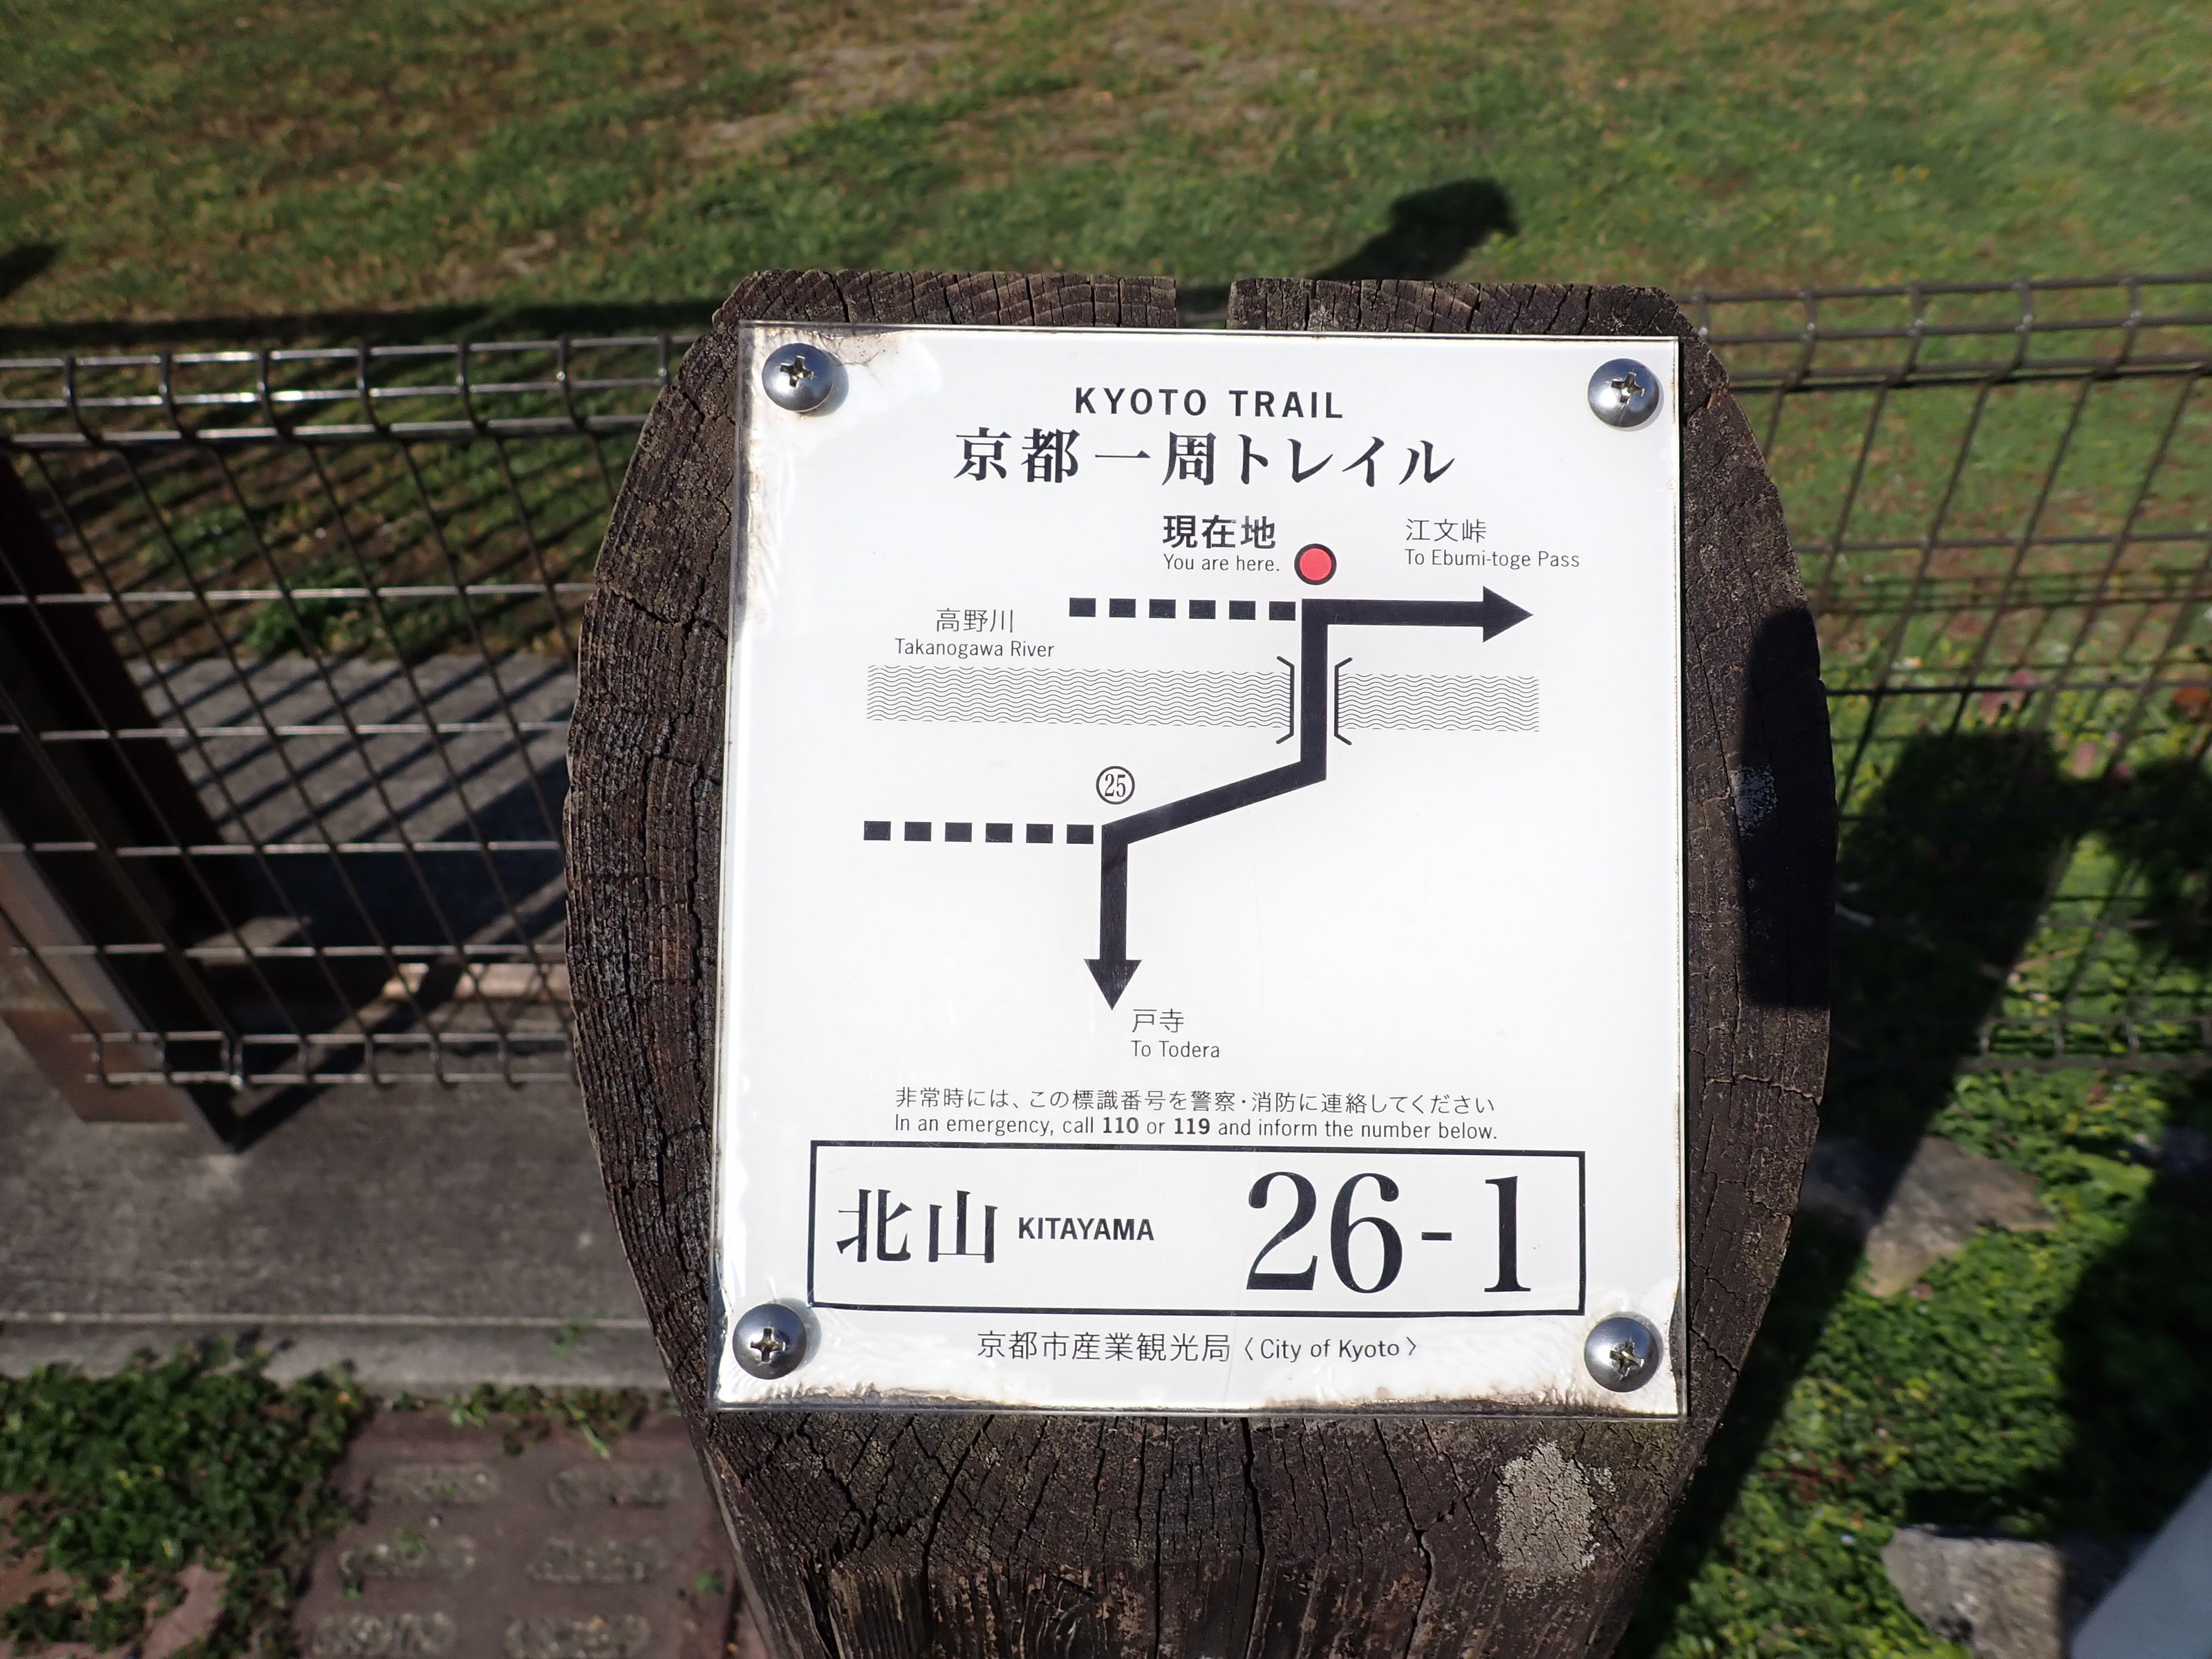 KYOTO TRAIL
京都一周トレイル
現在地
You are here.
江文峠
To Ebumi-toge Pass
高野川
Takanogawa River
㉕
戸寺
To Todera
非常時には、この標識番号を警察・消防に連絡してください
In an emergency, call 110 or 119 and inform the number below.
北山 KITAYAMA 26-1
京都市産業観光局〈City of Kyoto〉